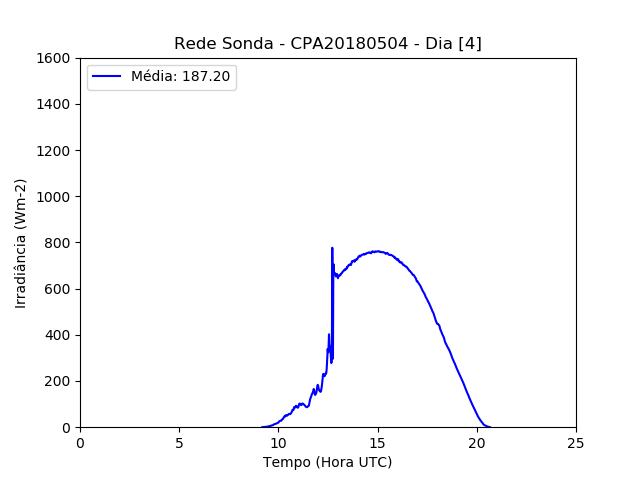 Rede Sonda - CPA20180504 - Dia [4]
Média: 187.20
1600
1400
1200
1000
800
600
400
200
0
Irradiância (Wm-2)
0 5 10 15 20 25
Tempo (Hora UTC)